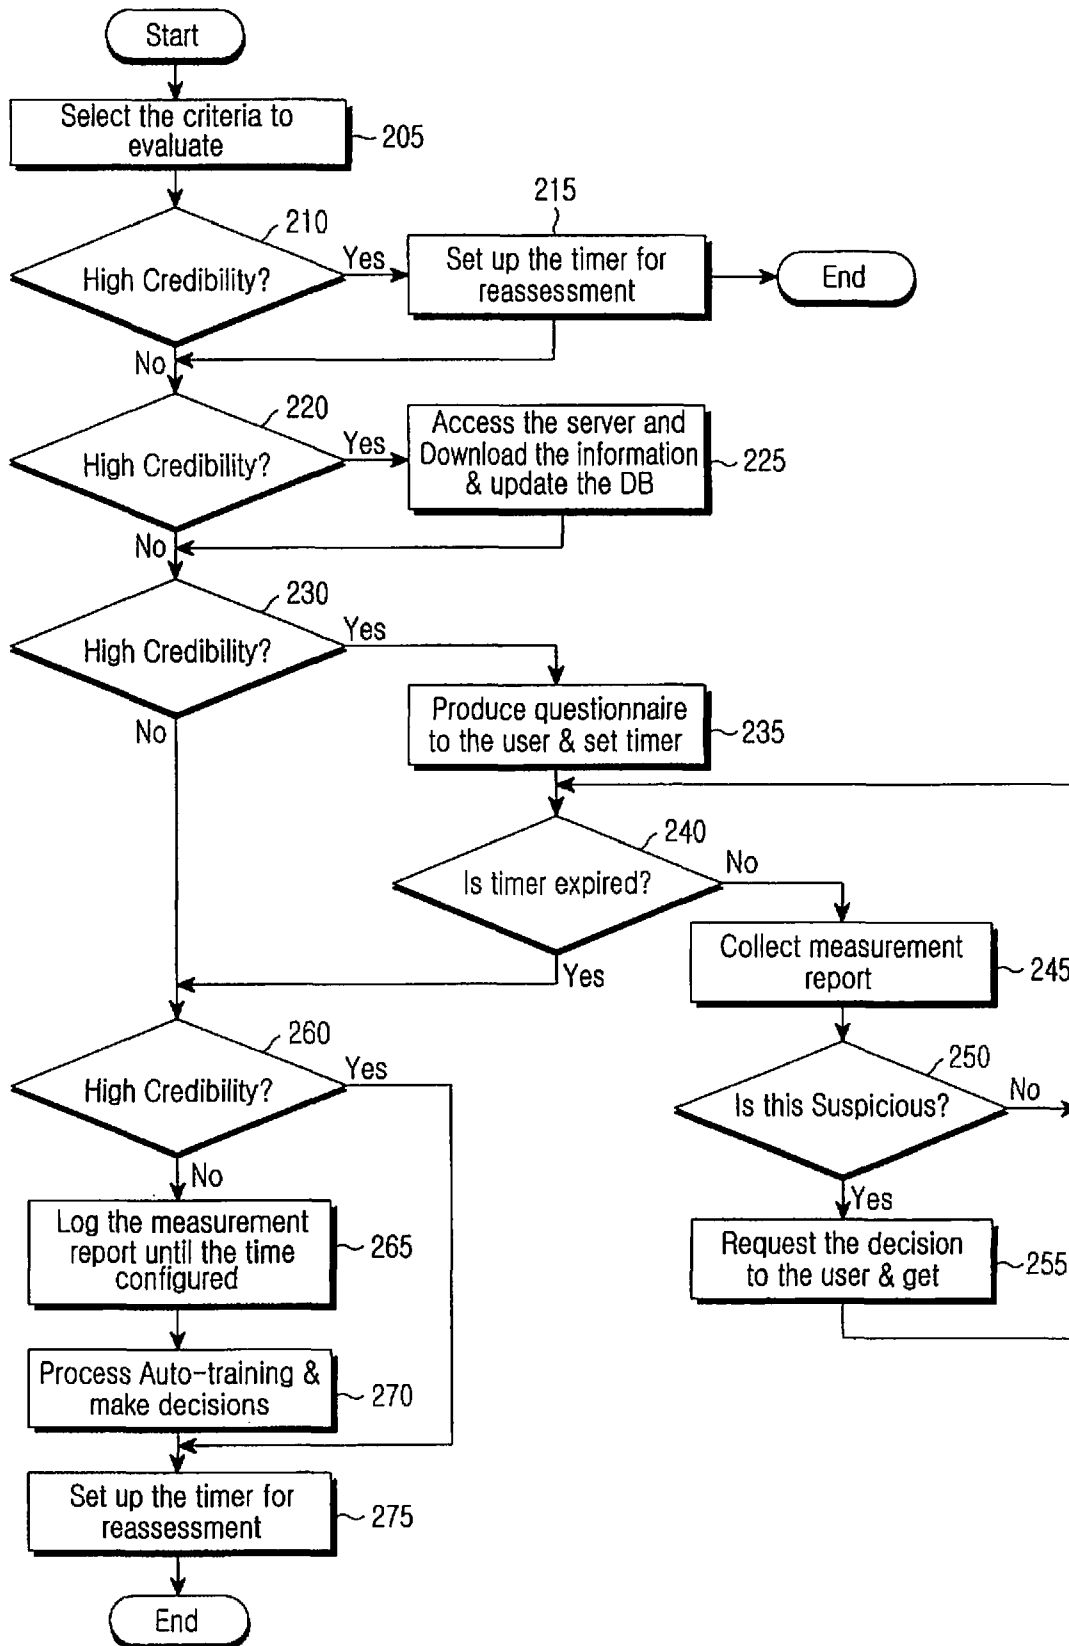 Start
Select the criteria to
evaluate
205
210
High Credibility?
Yes
215
Set up the timer for
reassessment
End
No
220
High Credibility?
Yes
Access the server and
Download the information
& update the DB
225
No
230
High Credibility?
Yes
No
Produce questionnaire
to the user & set timer
235
240
Is timer expired?
No
Yes
Collect measurement
report
245
250
Is this Suspicious?
No
Yes
Request the decision
to the user & get
255
260
High Credibility?
Yes
No
Log the measurement
report until the time
configured
265
Process Auto-training &
make decisions
270
Set up the timer for
reassessment
275
End